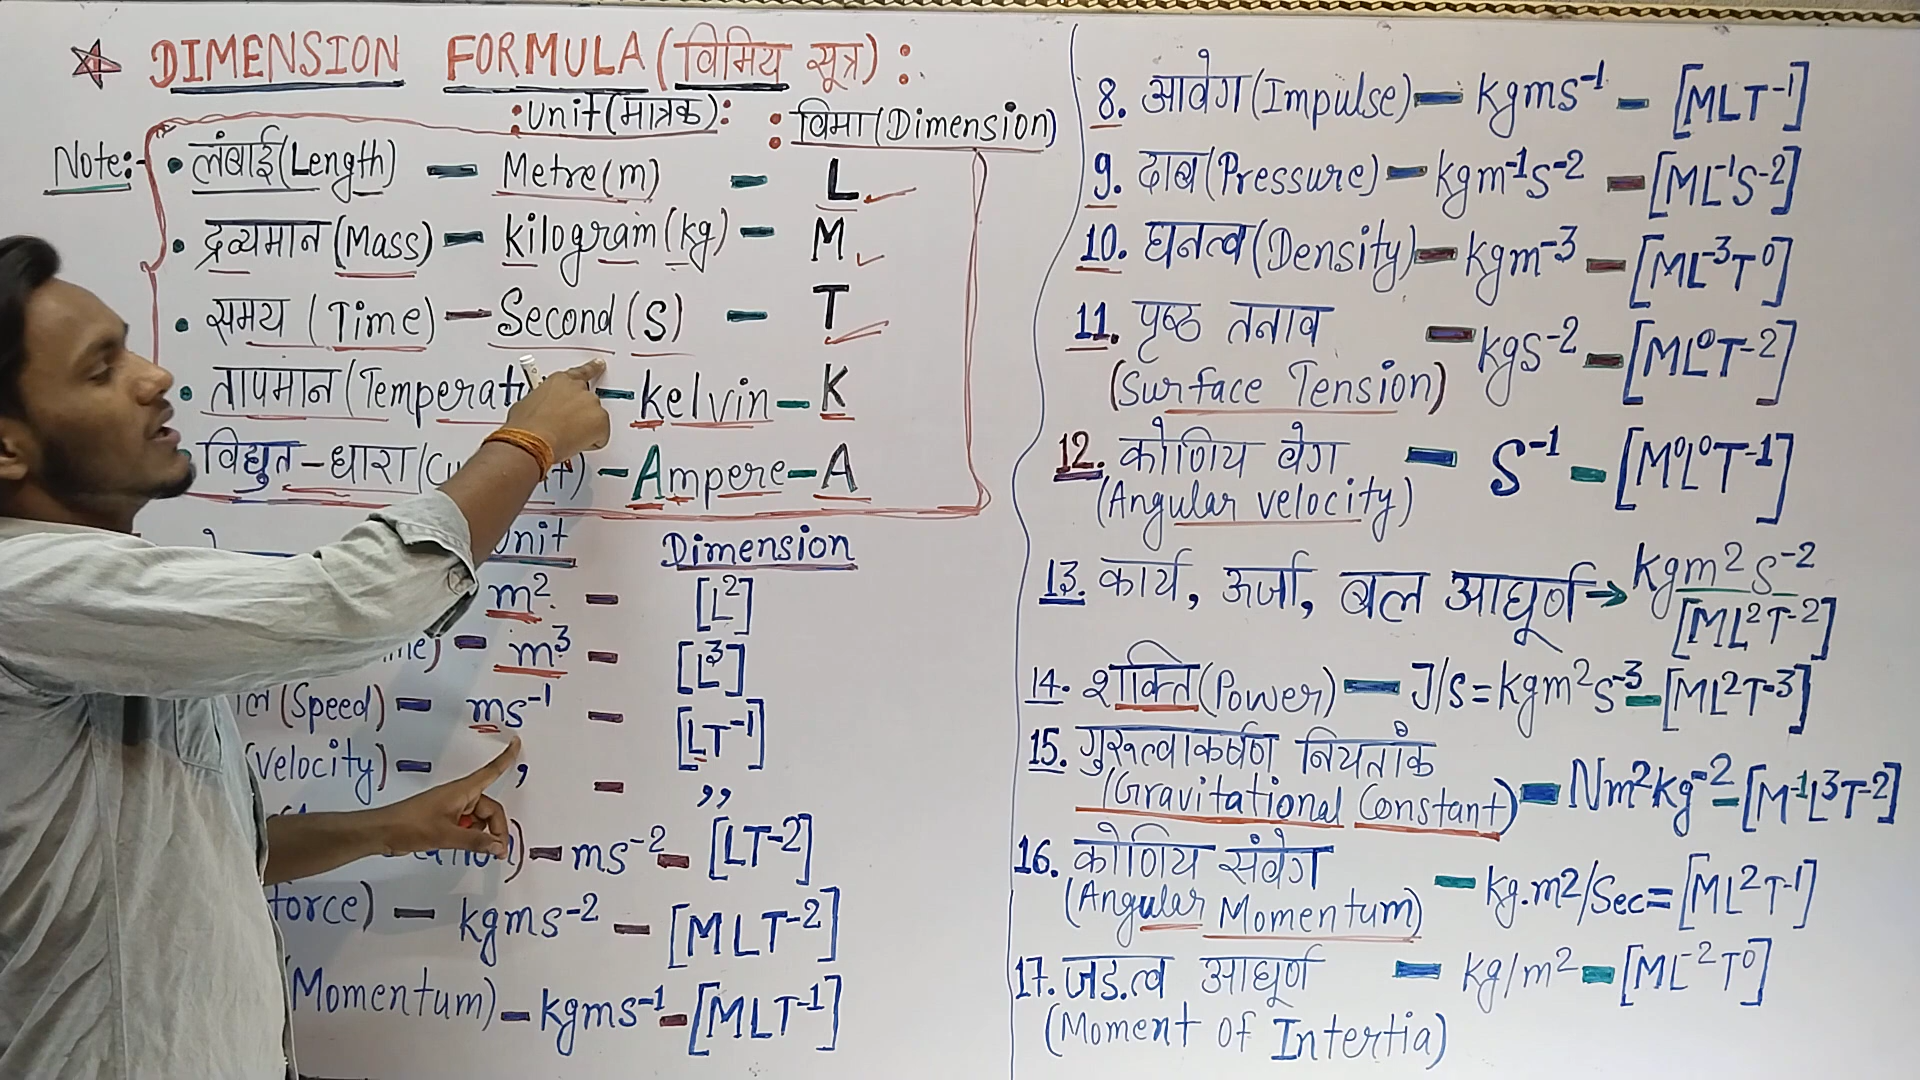 DIMENSION FORMULA (विमिय सूत्र) :
: Unit (मात्रक) : : विमा (Dimension)
Note:- • लंबाई (Length) — Metre (m) — L
• द्रव्यमान (Mass) — kilogram (kg) — M
• समय (Time) — Second (S) — T
• तापमान (Temperat — kelvin — K
• विद्युत-धारा (Cu t) — Ampere — A
Unit Dimension
m² — [L²]
me) — m³ — [L³]
(Speed) — ms⁻¹ — [LT⁻¹]
(Velocity) — ,, — ,,
— ms⁻² — [LT⁻²]
force) — kgms⁻² — [MLT⁻²]
(Momentum) — kgms⁻¹ — [MLT⁻¹]
8. आवेग (Impulse) — kgms⁻¹ — [MLT⁻¹]
9. दाब (Pressure) — kgm⁻¹s⁻² — [ML⁻¹S⁻²]
10. घनत्व (Density) — kgm⁻³ — [ML⁻³T⁰]
11. पृष्ठ तनाव — kgs⁻² — [ML⁰T⁻²]
(Surface Tension)
12. कोणिय वेग — S⁻¹ — [M⁰L⁰T⁻¹]
(Angular velocity)
13. कार्य, ऊर्जा, बल आघूर्ण → kgm²s⁻²
[ML²T⁻²]
14. शक्ति (Power) — J/s = kgm²s⁻³ — [ML²T⁻³]
15. गुरूत्वाकर्षण नियतांक
(Gravitational Constant) — Nm²kg⁻² — [M⁻¹L³T⁻²]
16. कोणिय संवेग
(Angular Momentum) — kg.m²/Sec = [ML²T⁻¹]
17. जड.त्व आघूर्ण — kg/m² — [ML⁻²T⁰]
(Moment of Intertia)